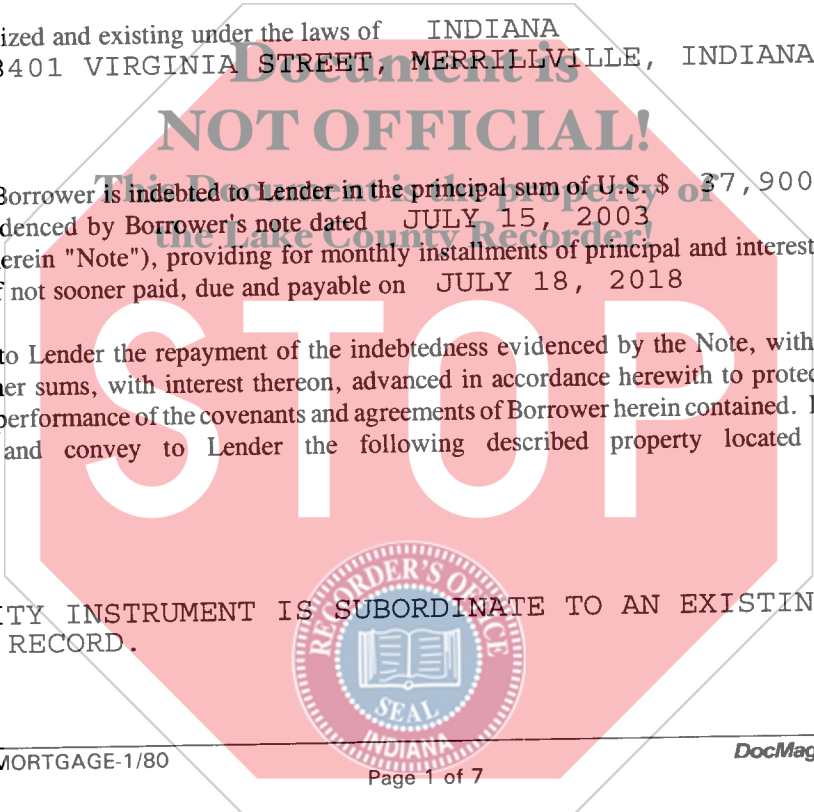 ized and existing under the laws of INDIANA
8401 VIRGINIA STREET, MERRILLVILLE, INDIANA
Document is
NOT OFFICIAL!
This Document is the property of
the Lake County Recorder!
Borrower is indebted to Lender in the principal sum of U.S. $ 37,900
denced by Borrower's note dated JULY 15, 2003
erein "Note"), providing for monthly installments of principal and interest
f not sooner paid, due and payable on JULY 18, 2018
STOP
to Lender the repayment of the indebtedness evidenced by the Note, with
er sums, with interest thereon, advanced in accordance herewith to protec
performance of the covenants and agreements of Borrower herein contained.
and convey to Lender the following described property located
RECORDER'S OFFICE
SEAL
INDIANA
ITY INSTRUMENT IS SUBORDINATE TO AN EXISTIN
RECORD.
MORTGAGE-1/80
DocMag
Page 1 of 7